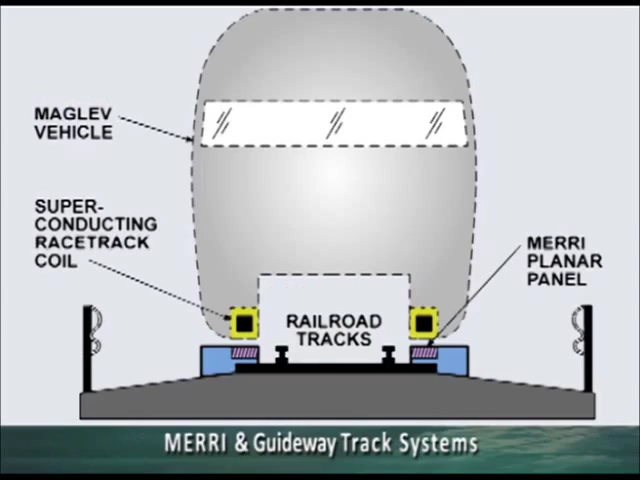 MAGLEV
VEHICLE
SUPER-
CONDUCTING
RACETRACK
COIL
MERRI
PLANAR
PANEL
RAILROAD
TRACKS
MERRI & Guideway Track Systems